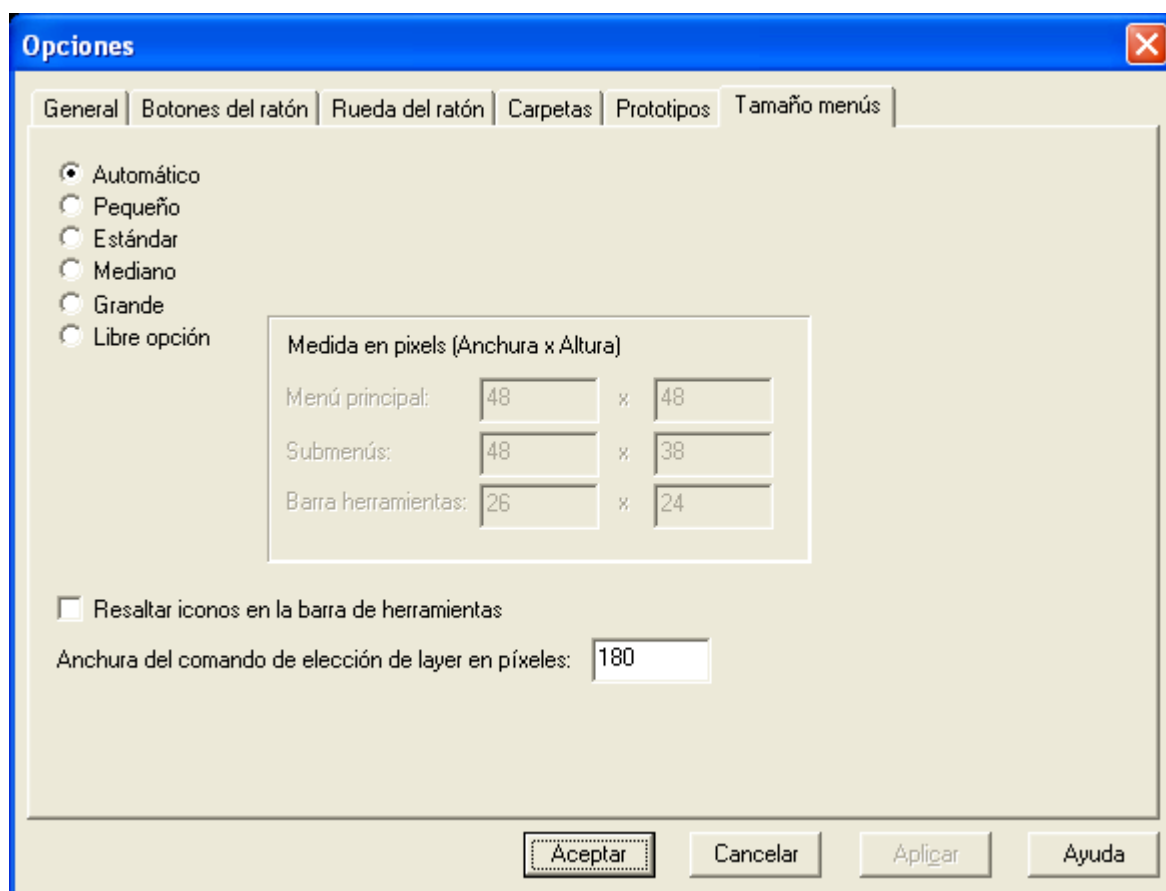 Opciones
General Botones del ratón Rueda del ratón Carpetas Prototipos Tamaño menús
Automático
Pequeño
Estándar
Mediano
Grande
Libre opción
Medida en pixels (Anchura x Altura)
Menú principal: 48 x 48
Submenús: 48 x 38
Barra herramientas: 26 x 24
Resaltar iconos en la barra de herramientas
Anchura del comando de elección de layer en píxeles: 180
Aceptar Cancelar Aplicar Ayuda